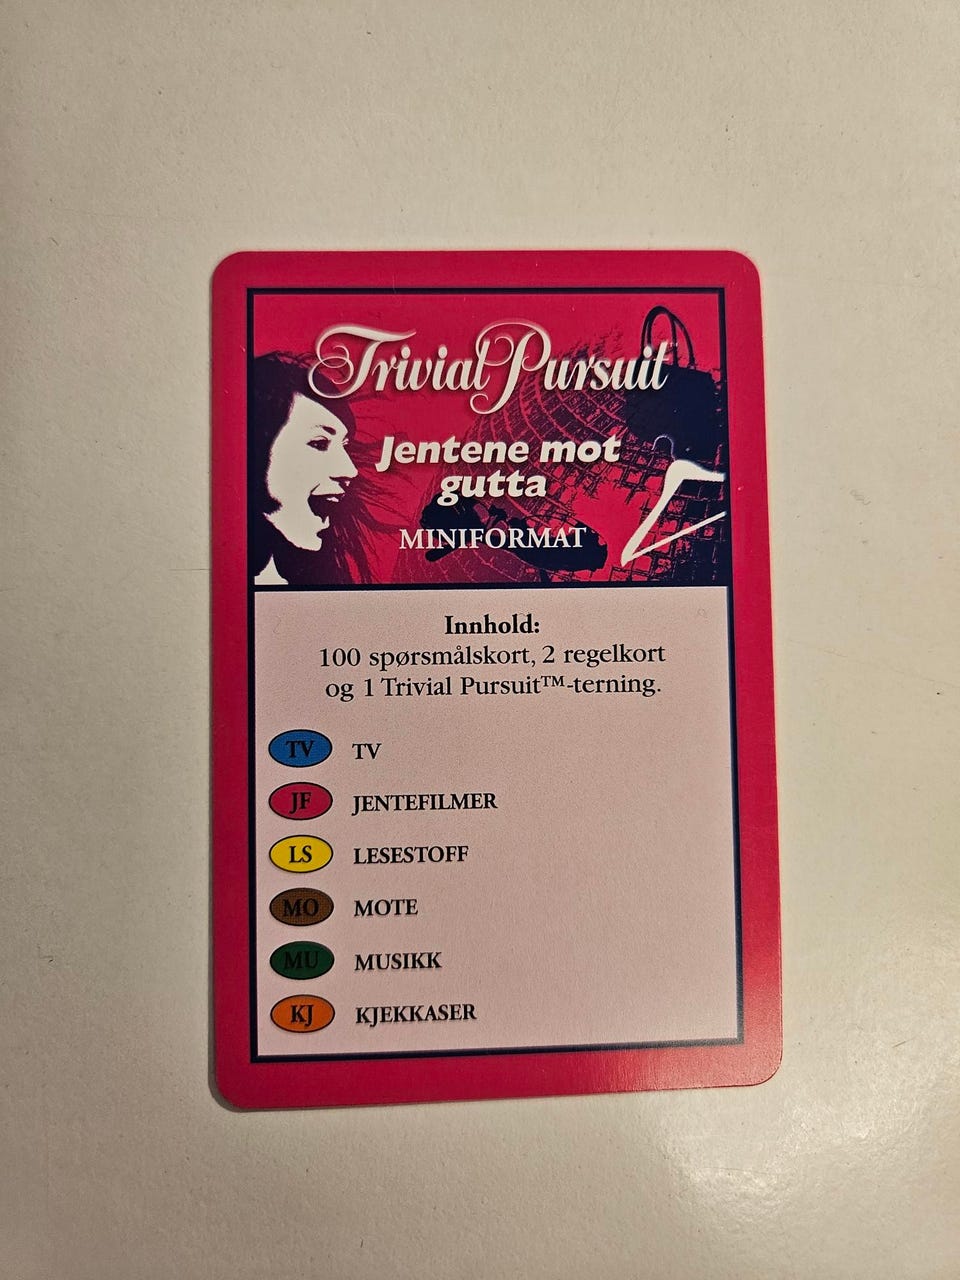 Trivial Pursuit
Jentene mot
gutta
MINIFORMAT
Innhold:
100 spørsmålskort, 2 regelkort
og 1 Trivial Pursuit™-terning.
TV TV
JF JENTEFILMER
LS LESESTOFF
MO MOTE
MU MUSIKK
KJ KJEKKASER